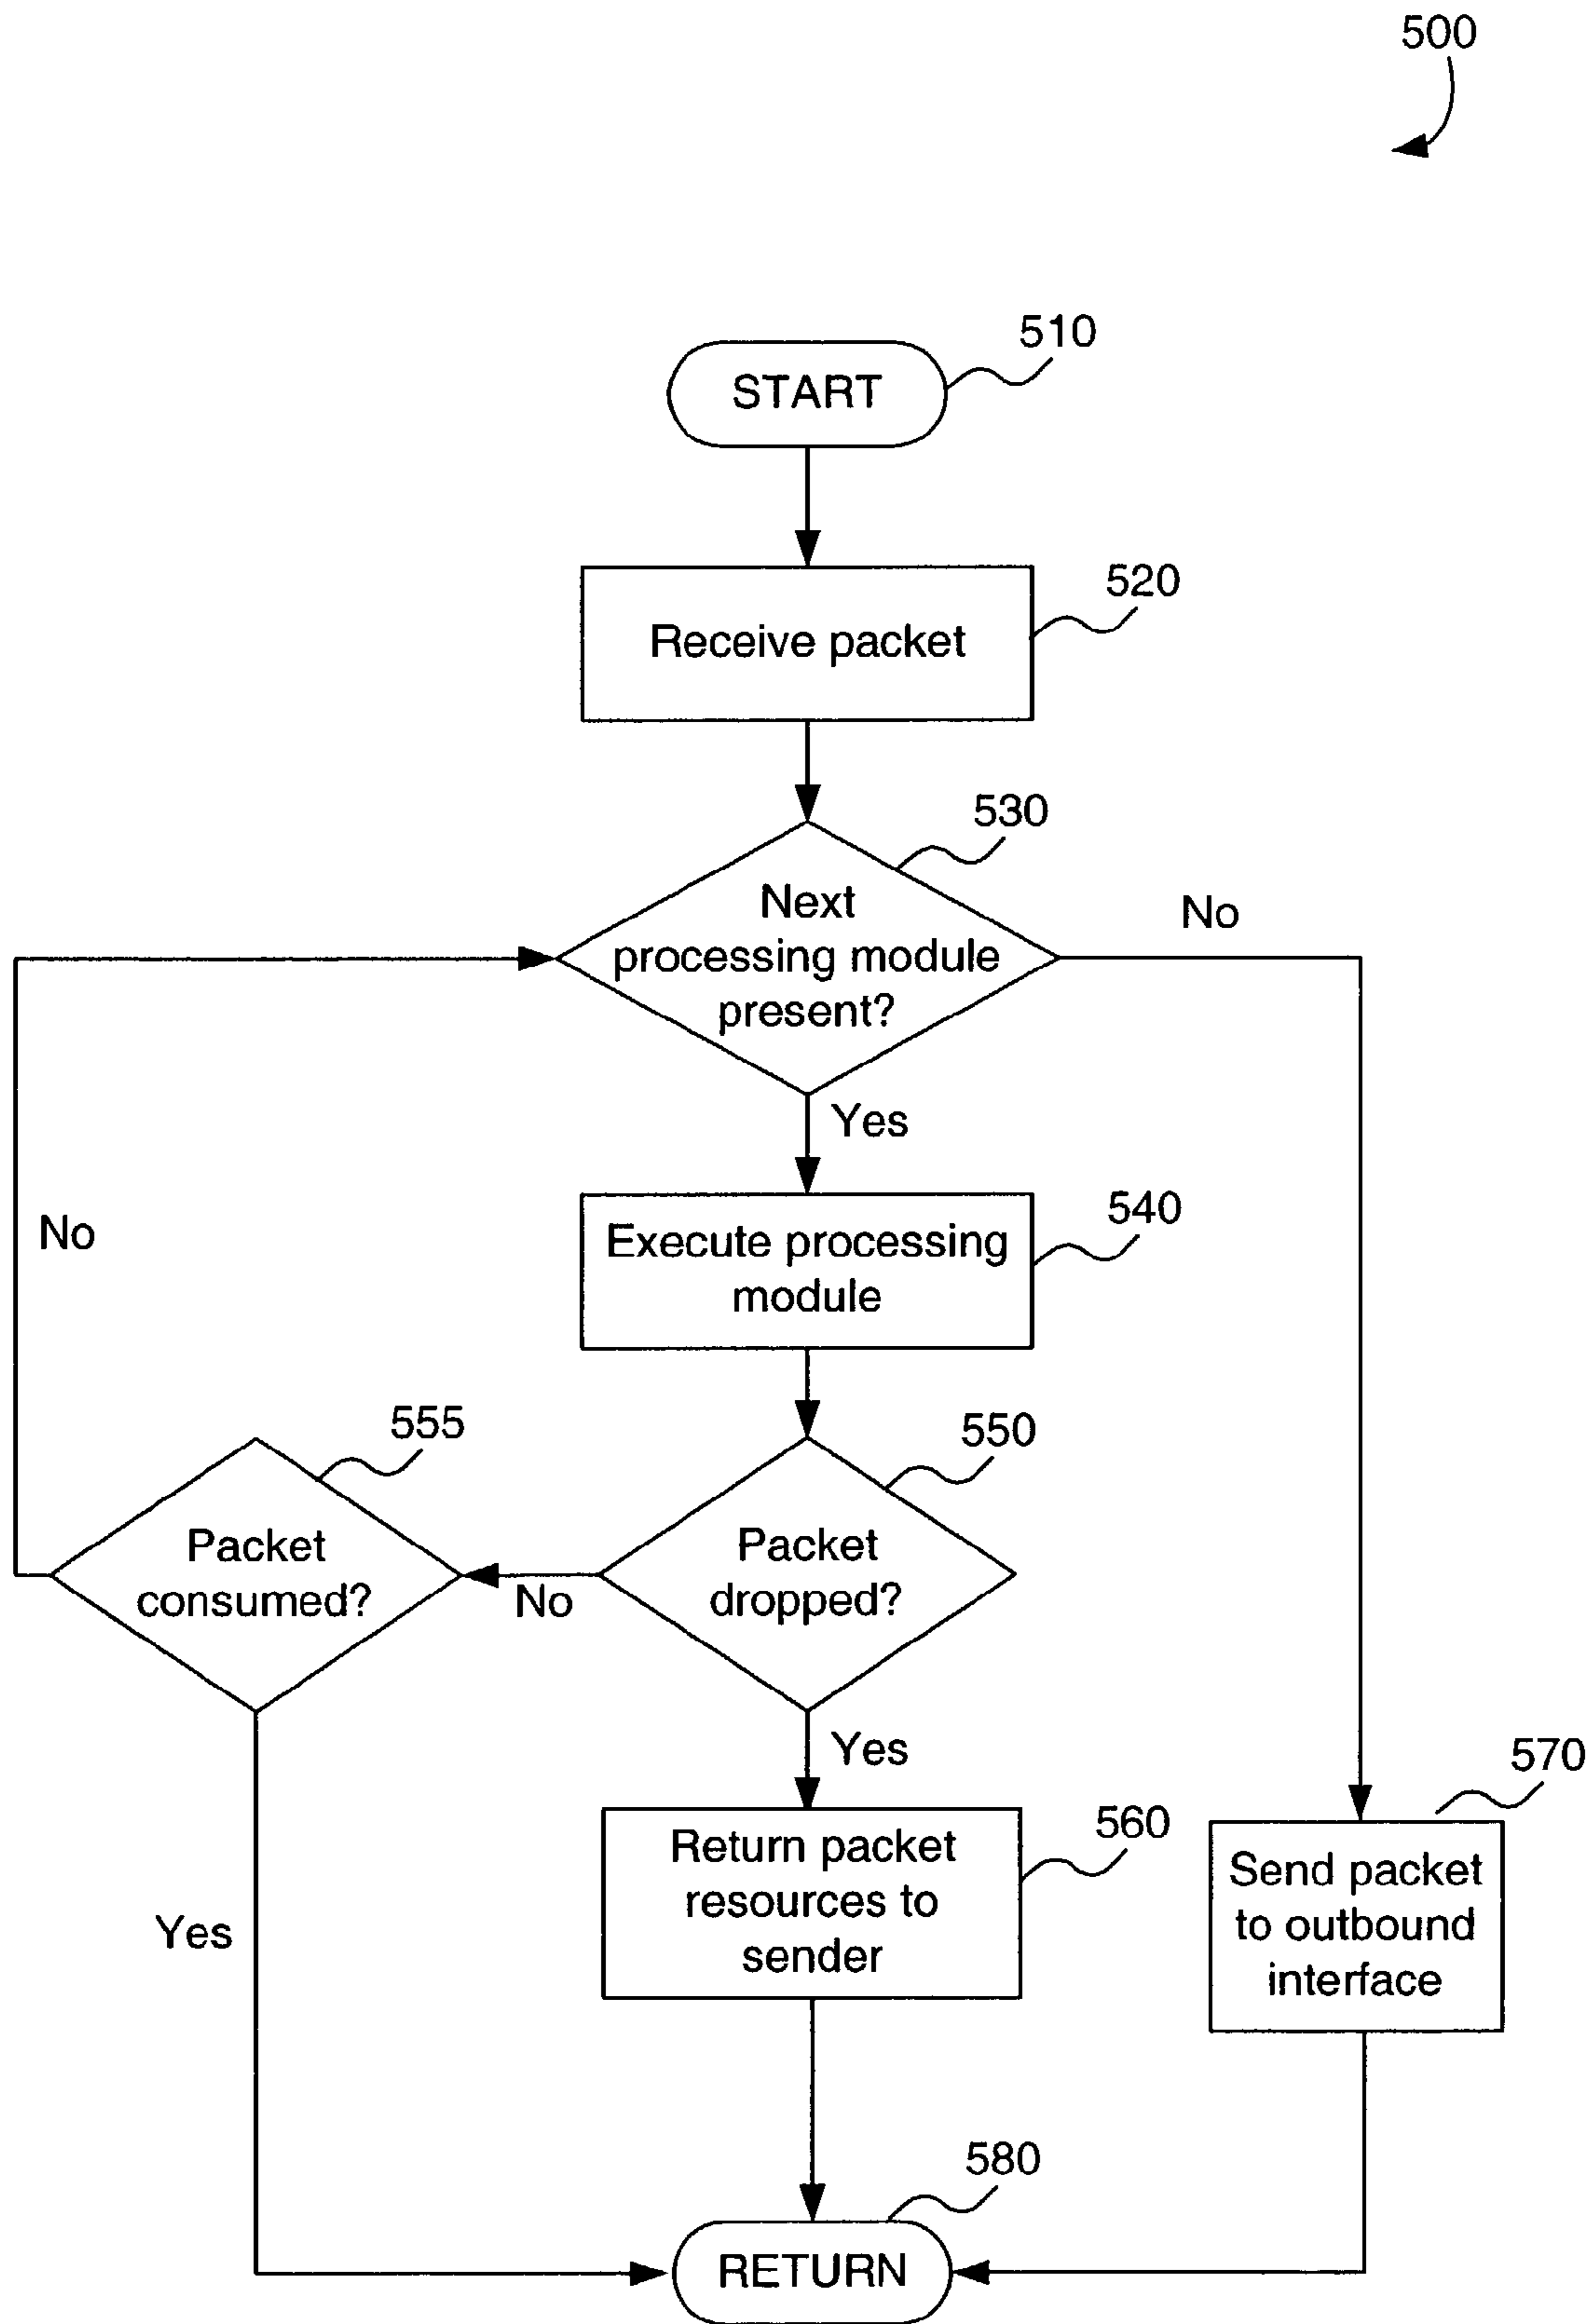 500
510
START
520
Receive packet
530
Next
processing module
present?
No
Yes
540
Execute processing
module
No
555
550
Packet
consumed?
No
Packet
dropped?
Yes
570
560
Return packet
resources to
sender
Send packet
to outbound
interface
Yes
580
RETURN